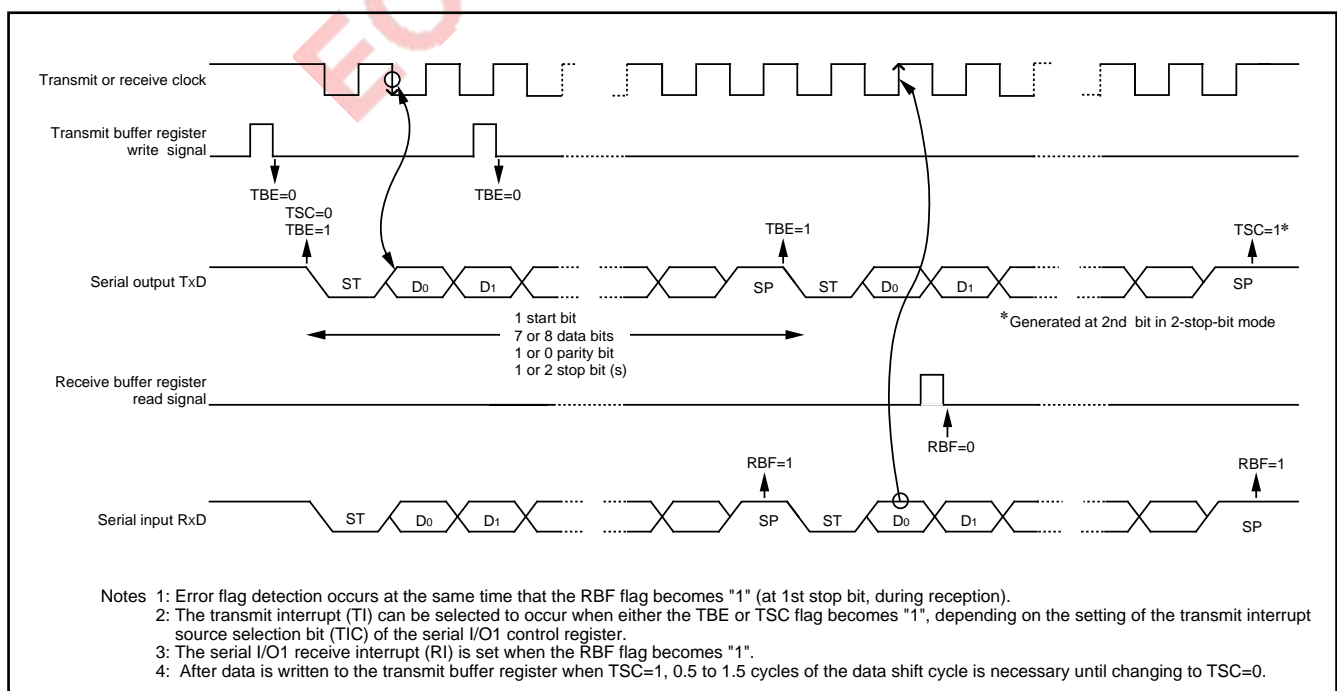 EC
Transmit or receive clock
Transmit buffer register
write signal
TBE=0
TBE=0
TSC=0
TBE=1
TBE=1
TSC=1*
Serial output TxD
ST
D0
D1
SP
ST
D0
D1
SP
1 start bit
7 or 8 data bits
1 or 0 parity bit
1 or 2 stop bit (s)
*Generated at 2nd bit in 2-stop-bit mode
Receive buffer register
read signal
RBF=0
RBF=1
RBF=1
Serial input RxD
ST
D0
D1
SP
ST
D0
D1
SP
Notes 1: Error flag detection occurs at the same time that the RBF flag becomes "1" (at 1st stop bit, during reception).
2: The transmit interrupt (TI) can be selected to occur when either the TBE or TSC flag becomes "1", depending on the setting of the transmit interrupt
source selection bit (TIC) of the serial I/O1 control register.
3: The serial I/O1 receive interrupt (RI) is set when the RBF flag becomes "1".
4: After data is written to the transmit buffer register when TSC=1, 0.5 to 1.5 cycles of the data shift cycle is necessary until changing to TSC=0.